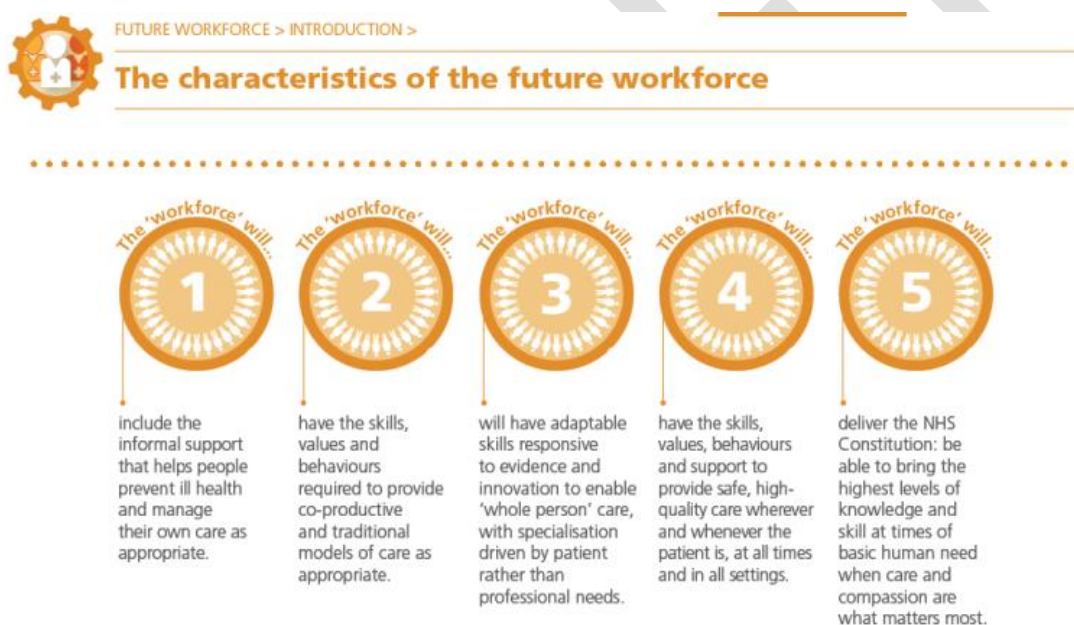 FUTURE WORKFORCE > INTRODUCTION >
The characteristics of the future workforce
The 'workforce' will...
1
include the
informal support
that helps people
prevent ill health
and manage
their own care as
appropriate.
The 'workforce' will...
2
have the skills,
values and
behaviours
required to provide
co-productive
and traditional
models of care as
appropriate.
The 'workforce' will...
3
will have adaptable
skills responsive
to evidence and
innovation to enable
‘whole person’ care,
with specialisation
driven by patient
rather than
professional needs.
The 'workforce' will...
4
have the skills,
values, behaviours
and support to
provide safe, high-
quality care wherever
and whenever the
patient is, at all times
and in all settings.
The 'workforce' will...
5
deliver the NHS
Constitution: be
able to bring the
highest levels of
knowledge and
skill at times of
basic human need
when care and
compassion are
what matters most.